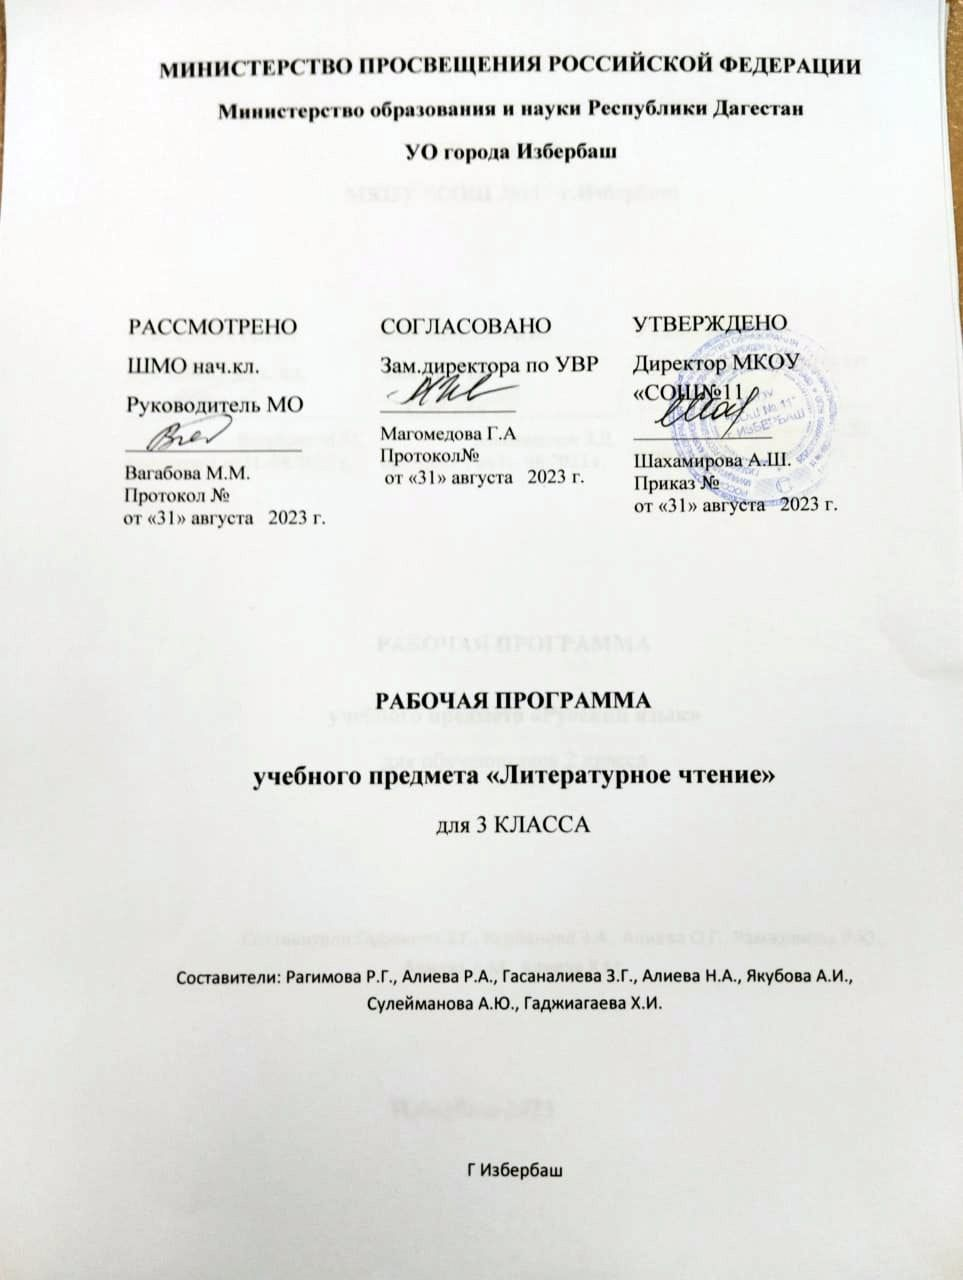 МИНИСТЕРСТВО ПРОСВЕЩЕНИЯ РОССИЙСКОЙ ФЕДЕРАЦИИ
Министерство образования и науки Республики Дагестан
УО города Избербаш
РАССМОТРЕНО
ШМО нач.кл.
Руководитель МО
Вагабова М.М.
Протокол №
от «31» августа 2023 г.
СОГЛАСОВАНО
Зам.директора по УВР
Магомедова Г.А
Протокол№
от «31» августа 2023 г.
УТВЕРЖДЕНО
Директор МКОУ
«СОШ№11
Шахамирова А.Ш.
Приказ №
от «31» августа 2023 г.
РАБОЧАЯ ПРОГРАММА
учебного предмета «Литературное чтение»
для 3 КЛАССА
Составители: Рагимова Р.Г., Алиева Р.А., Гасаналиева З.Г., Алиева Н.А., Якубова А.И.,
Сулейманова А.Ю., Гаджиагаева Х.И.
Г Избербаш